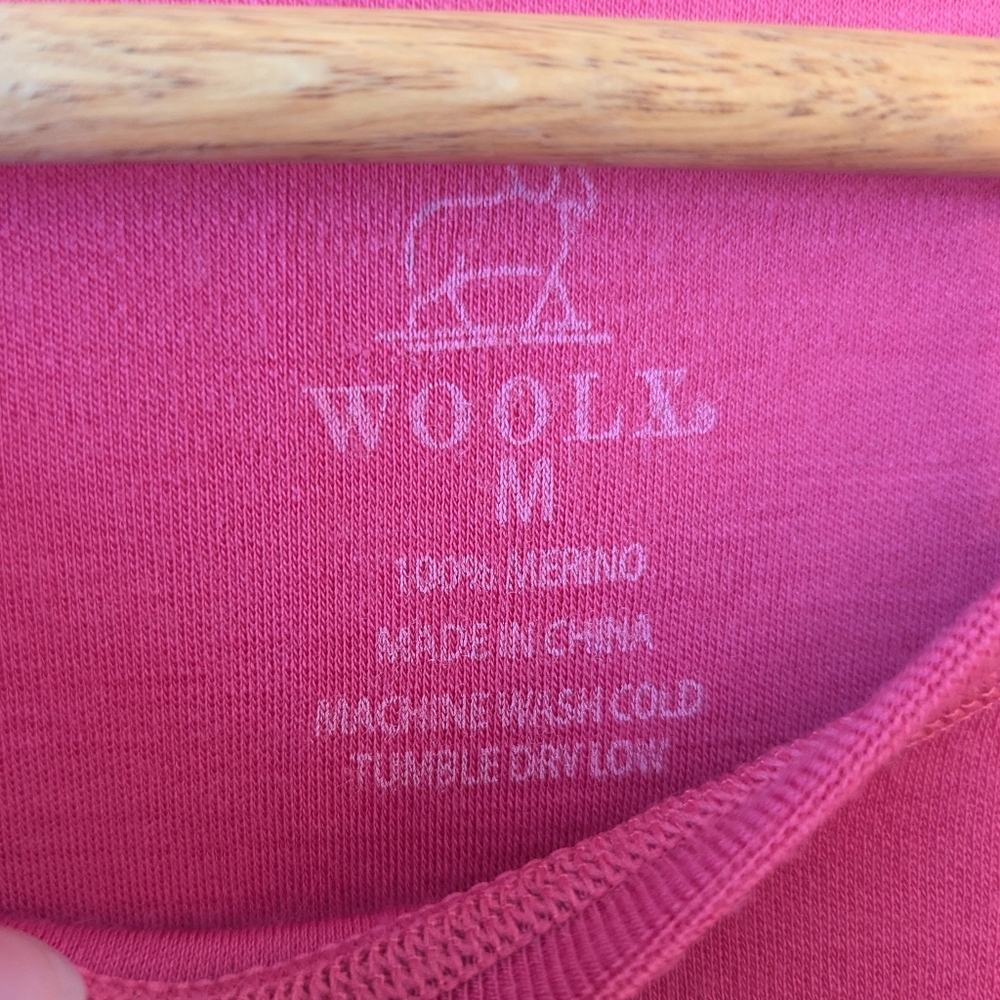 WOOLX
M
100% MERINO
MADE IN CHINA
MACHINE WASH COLD
TUMBLE DRY LOW